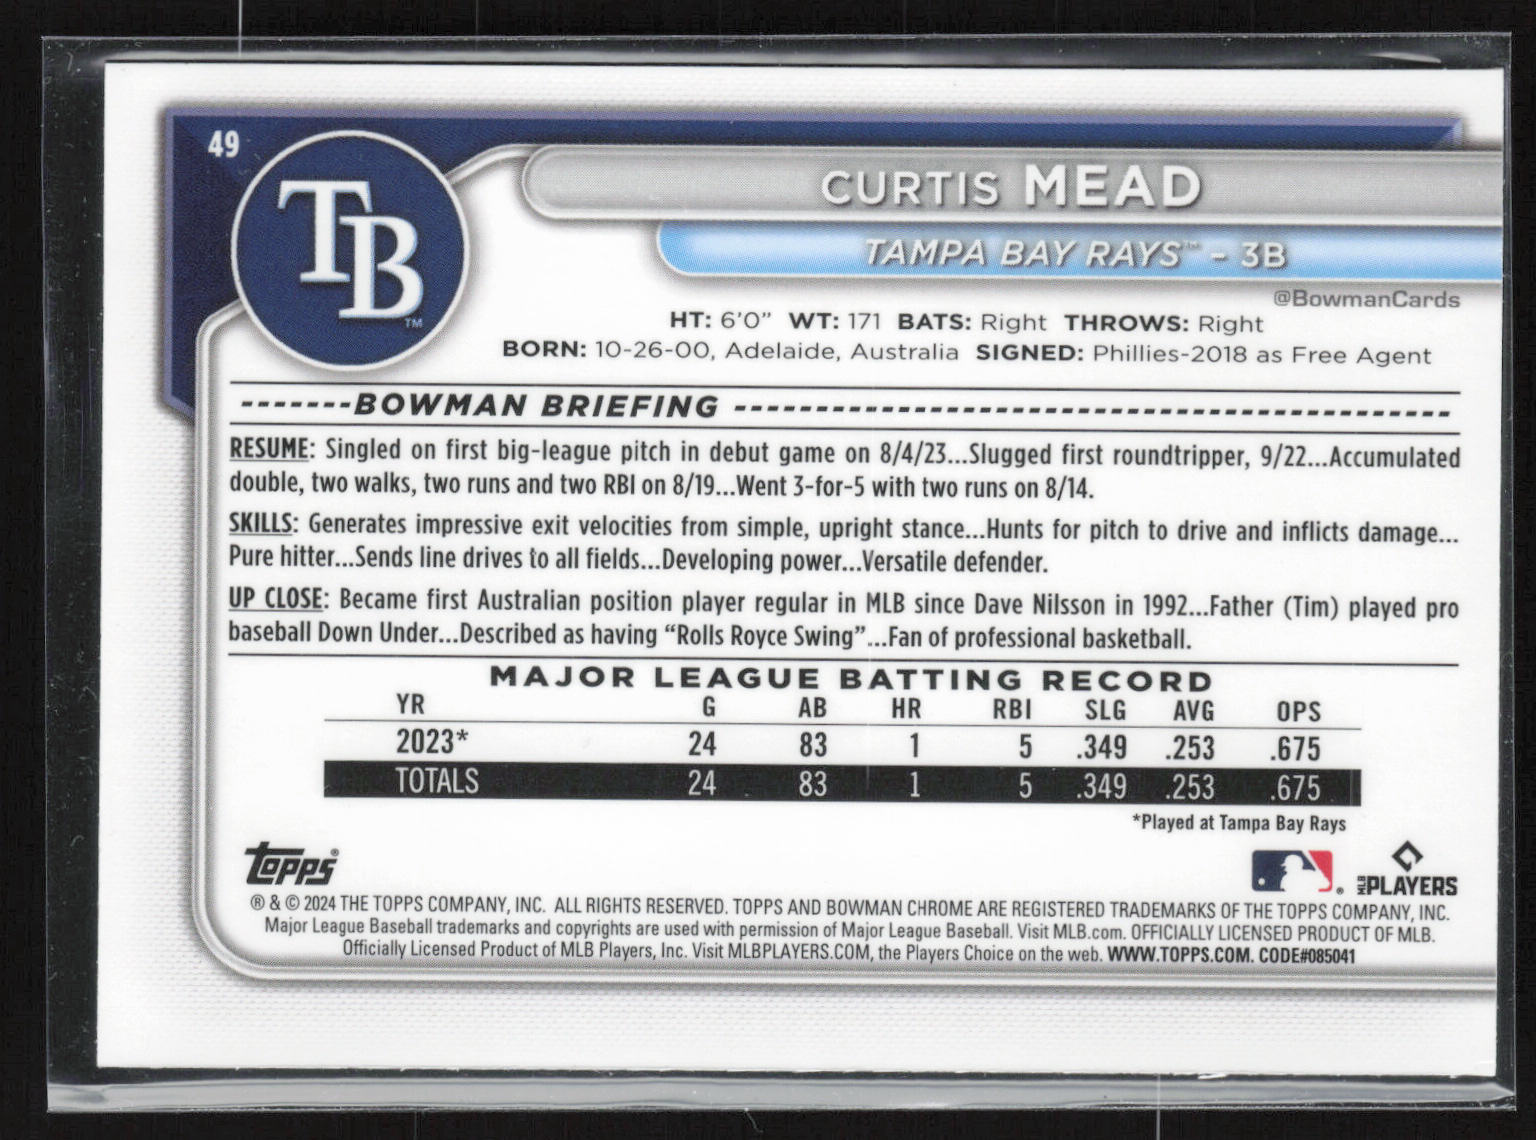 49
TB
TM
CURTIS MEAD
TAMPA BAY RAYS™ - 3B
@BowmanCards
HT: 6'0" WT: 171 BATS: Right THROWS: Right
BORN: 10-26-00, Adelaide, Australia SIGNED: Phillies-2018 as Free Agent
-------BOWMAN BRIEFING --------------------------------------------
RESUME: Singled on first big-league pitch in debut game on 8/4/23...Slugged first roundtripper, 9/22...Accumulated
double, two walks, two runs and two RBI on 8/19...Went 3-for-5 with two runs on 8/14.
SKILLS: Generates impressive exit velocities from simple, upright stance...Hunts for pitch to drive and inflicts damage...
Pure hitter...Sends line drives to all fields...Developing power...Versatile defender.
UP CLOSE: Became first Australian position player regular in MLB since Dave Nilsson in 1992...Father (Tim) played pro
baseball Down Under...Described as having “Rolls Royce Swing”...Fan of professional basketball.
MAJOR LEAGUE BATTING RECORD
YR G AB HR RBI SLG AVG OPS
2023* 24 83 1 5 .349 .253 .675
TOTALS 24 83 1 5 .349 .253 .675
*Played at Tampa Bay Rays
Topps®
® MLB PLAYERS
® & © 2024 THE TOPPS COMPANY, INC. ALL RIGHTS RESERVED. TOPPS AND BOWMAN CHROME ARE REGISTERED TRADEMARKS OF THE TOPPS COMPANY, INC.
Major League Baseball trademarks and copyrights are used with permission of Major League Baseball. Visit MLB.com. OFFICIALLY LICENSED PRODUCT OF MLB.
Officially Licensed Product of MLB Players, Inc. Visit MLBPLAYERS.COM, the Players Choice on the web. WWW.TOPPS.COM. CODE#085041